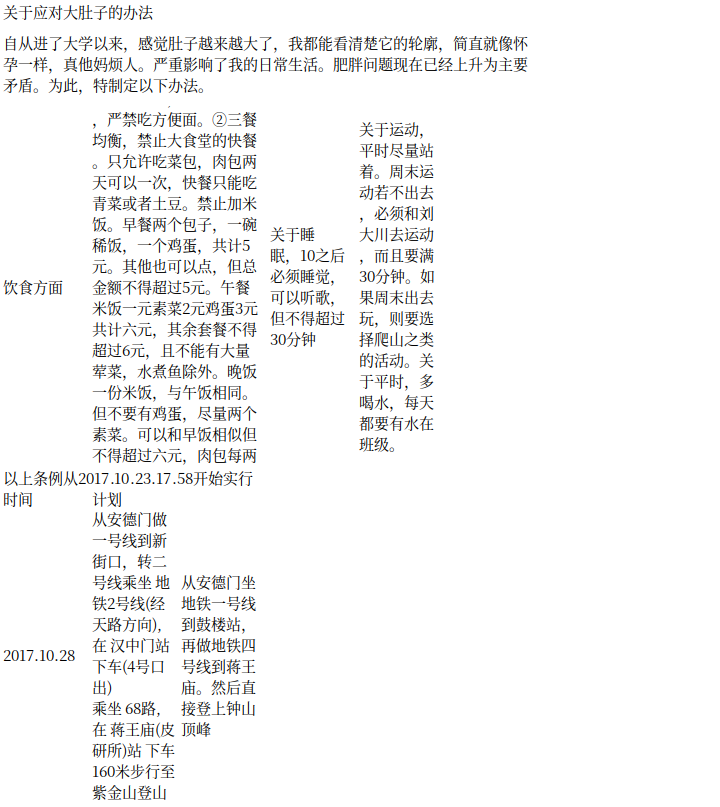 关于应对大肚子的办法
自从进了大学以来，感觉肚子越来越大了，我都能看清楚它的轮廓，简直就像怀
孕一样，真他妈烦人。严重影响了我的日常生活。肥胖问题现在已经上升为主要
矛盾。为此，特制定以下办法。
饮食方面
，严禁吃方便面。②三餐
均衡，禁止大食堂的快餐
。只允许吃菜包，肉包两
天可以一次，快餐只能吃
青菜或者土豆。禁止加米
饭。早餐两个包子，一碗
稀饭，一个鸡蛋，共计5
元。其他也可以点，但总
金额不得超过5元。午餐
米饭一元素菜2元鸡蛋3元
共计六元，其余套餐不得
超过6元，且不能有大量
荤菜，水煮鱼除外。晚饭
一份米饭，与午饭相同。
但不要有鸡蛋，尽量两个
素菜。可以和早饭相似但
不得超过六元，肉包每两
关于睡
眠，10之后
必须睡觉，
可以听歌，
但不得超过
30分钟
关于运动，
平时尽量站
着。周末运
动若不出去
，必须和刘
大川去运动
，而且要满
30分钟。如
果周末出去
玩，则要选
择爬山之类
的活动。关
于平时，多
喝水，每天
都要有水在
班级。
以上条例从2017.10.23.17.58开始实行
时间
计划
2017.10.28
从安德门做
一号线到新
街口，转二
号线乘坐 地
铁2号线(经
天路方向)，
在 汉中门站
下车(4号口
出)
乘坐 68路，
在 蒋王庙(皮
研所)站 下车
160米步行至
紫金山登山
从安德门坐
地铁一号线
到鼓楼站，
再做地铁四
号线到蒋王
庙。然后直
接登上钟山
顶峰